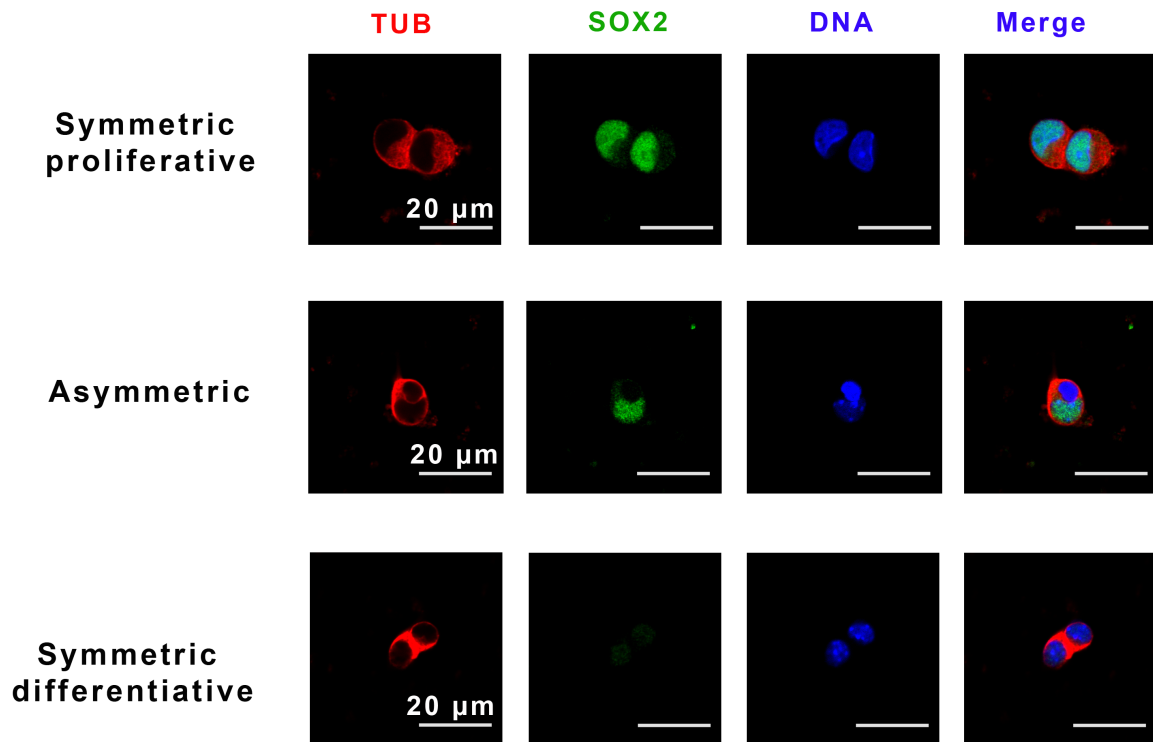 TUB SOX2 DNA Merge
Symmetric
proliferative
20 µm
Asymmetric
20 µm
Symmetric
differentiative
20 µm